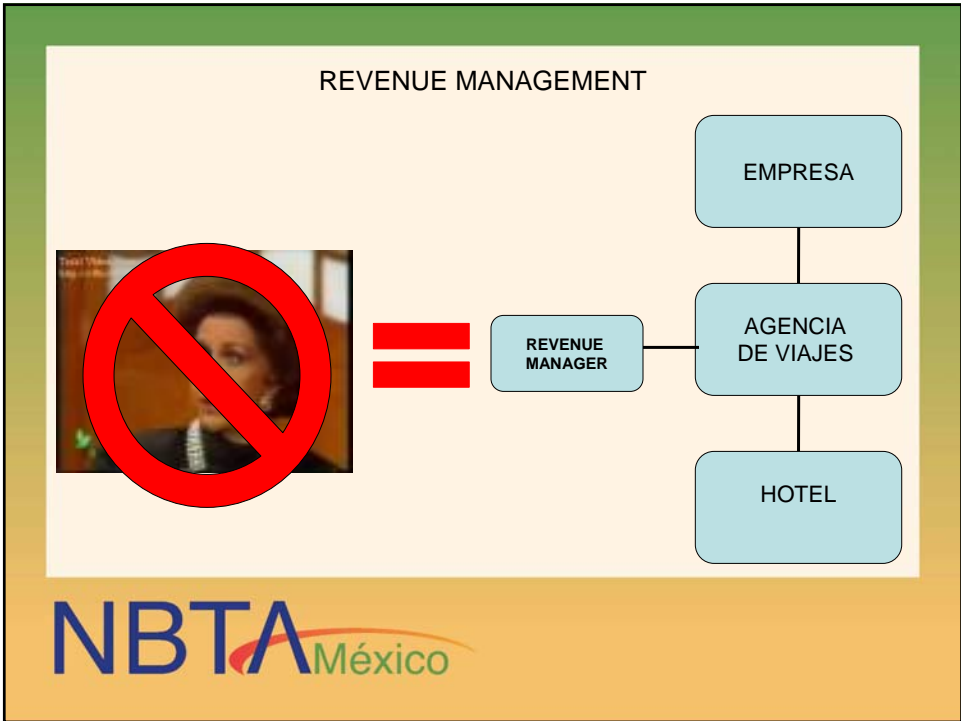 REVENUE MANAGEMENT
EMPRESA
REVENUE
MANAGER
AGENCIA
DE VIAJES
HOTEL
NBTA México